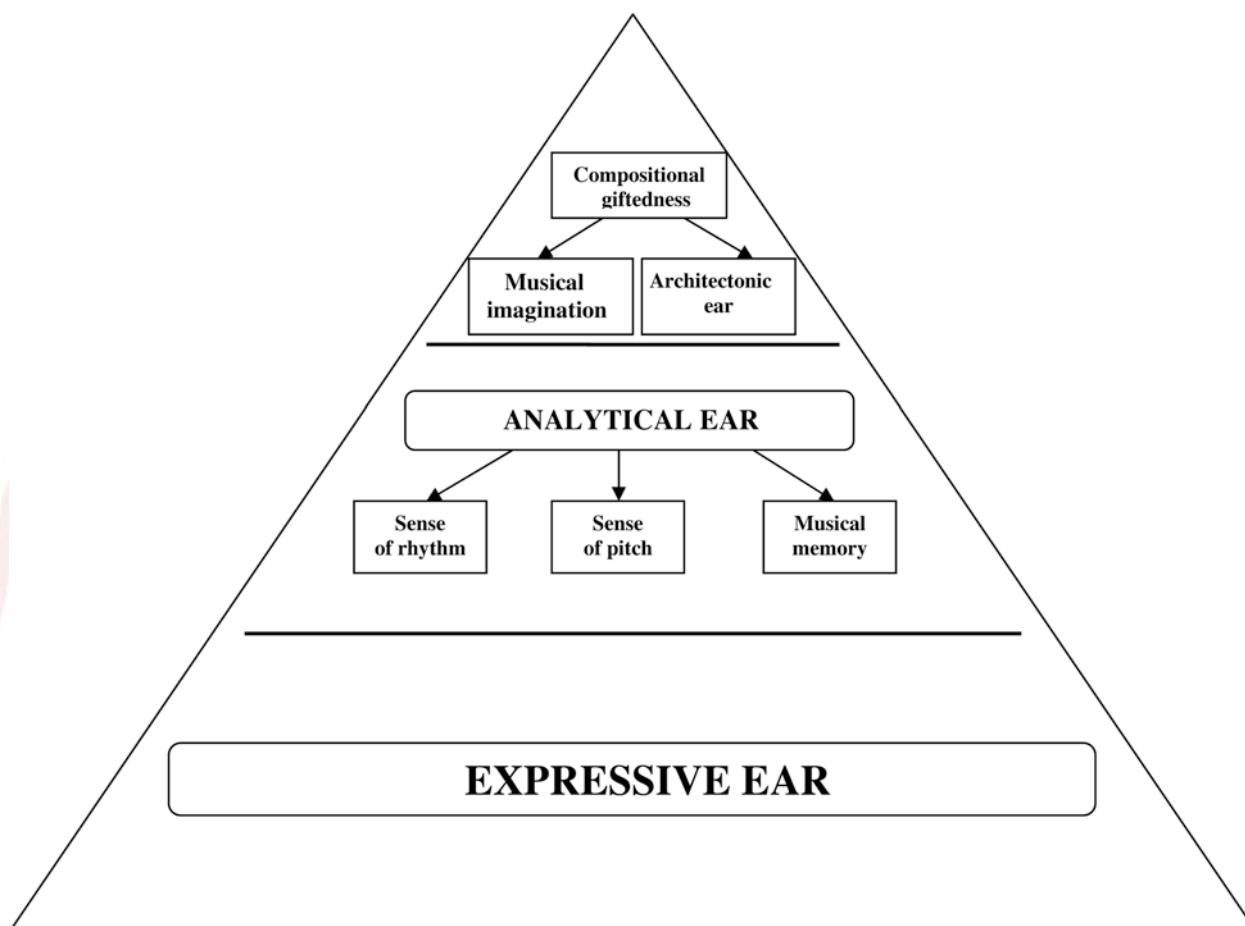 Compositional
giftedness
Musical
imagination
Architectonic
ear
ANALYTICAL EAR
Sense
of rhythm
Sense
of pitch
Musical
memory
EXPRESSIVE EAR